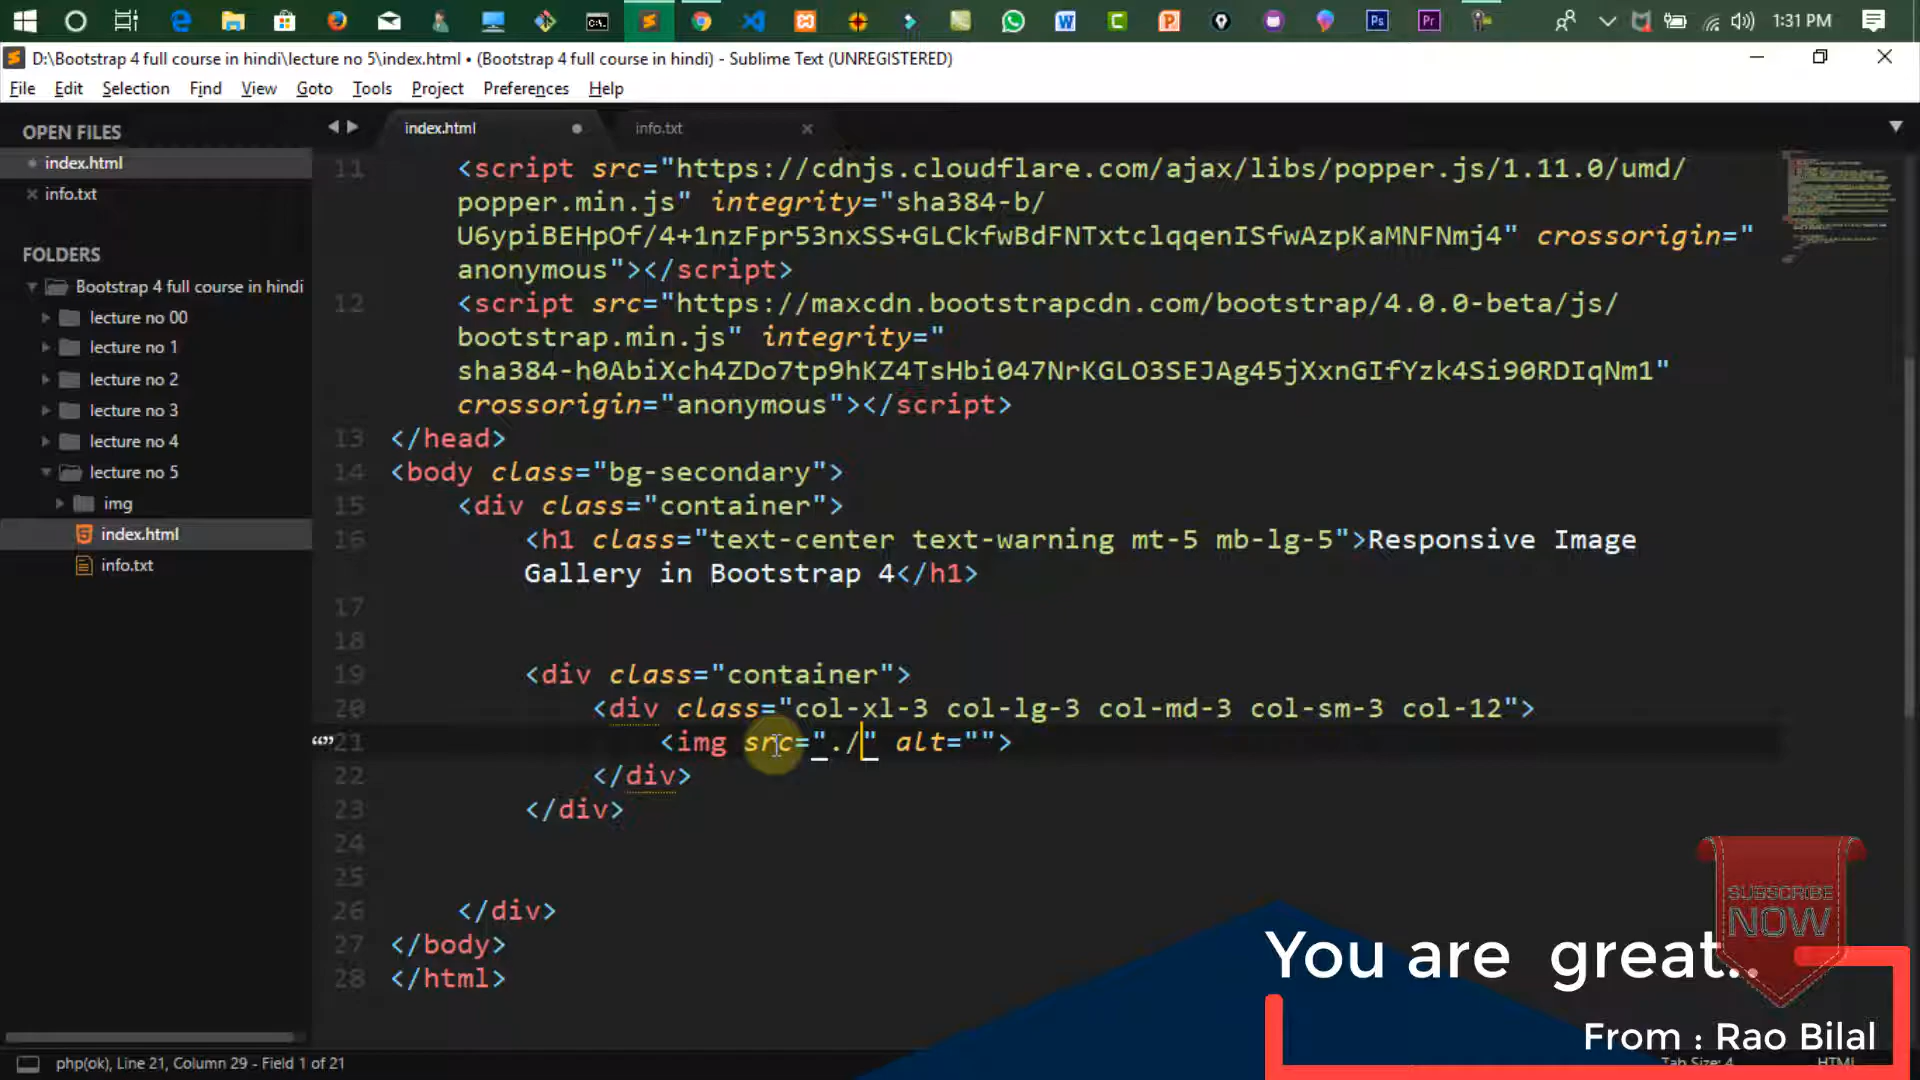 1:31 PM
D:\Bootstrap 4 full course in hindi\lecture no 5\index.html • (Bootstrap 4 full course in hindi) - Sublime Text (UNREGISTERED)
File Edit Selection Find View Goto Tools Project Preferences Help
OPEN FILES
index.html
info.txt
FOLDERS
Bootstrap 4 full course in hindi
lecture no 00
lecture no 1
lecture no 2
lecture no 3
lecture no 4
lecture no 5
img
index.html
info.txt
index.html
info.txt
11 <script src="https://cdnjs.cloudflare.com/ajax/libs/popper.js/1.11.0/umd/
popper.min.js" integrity="sha384-b/
U6ypiBEHpOf/4+1nzFpr53nxSS+GLCkfwBdFNTxtclqqenISfwAzpKaMNFNmj4" crossorigin="
anonymous"></script>
12 <script src="https://maxcdn.bootstrapcdn.com/bootstrap/4.0.0-beta/js/
bootstrap.min.js" integrity="
sha384-h0AbiXch4ZDo7tp9hKZ4TsHbi047NrKGLO3SEJAg45jXxnGIfYzk4Si90RDIqNm1"
crossorigin="anonymous"></script>
13 </head>
14 <body class="bg-secondary">
15 <div class="container">
16 <h1 class="text-center text-warning mt-5 mb-lg-5">Responsive Image
Gallery in Bootstrap 4</h1>
17
18
19 <div class="container">
20 <div class="col-xl-3 col-lg-3 col-md-3 col-sm-3 col-12">
21 <img src="./" alt="">
22 </div>
23 </div>
24
25
26 </div>
27 </body>
28 </html>
SUBSCRIBE
NOW
You are great..
From : Rao Bilal
php(ok), Line 21, Column 29 - Field 1 of 21
Tab Size: 4
HTML